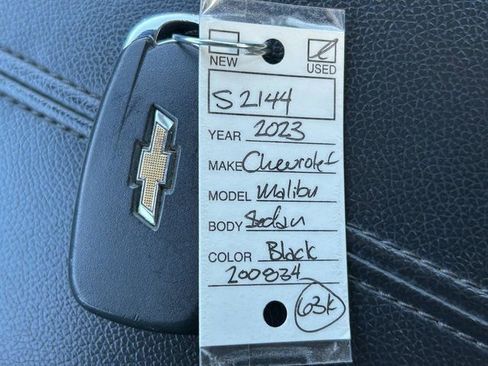 NEW USED
S2144
YEAR 2023
MAKE Chevrolet
MODEL Malibu
BODY Sedan
COLOR Black
200834
63K